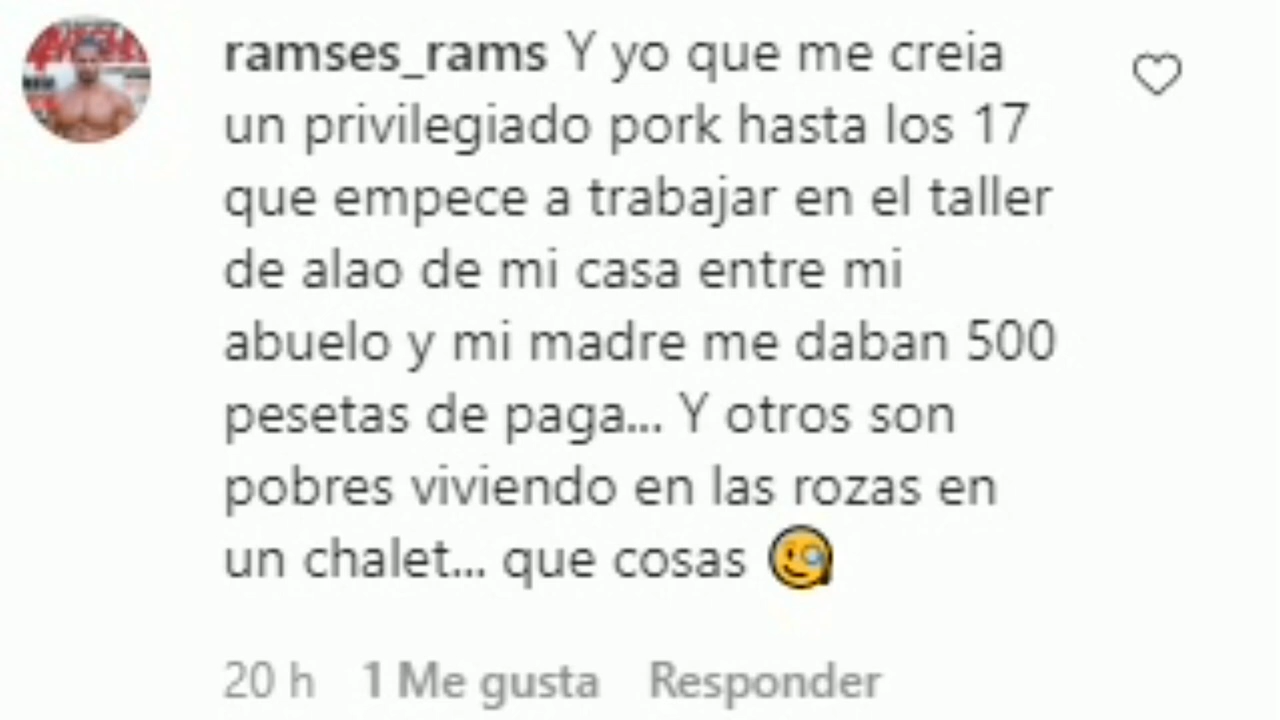 ramses_rams Y yo que me creia
un privilegiado pork hasta los 17
que empece a trabajar en el taller
de alao de mi casa entre mi
abuelo y mi madre me daban 500
pesetas de paga... Y otros son
pobres viviendo en las rozas en
un chalet... que cosas 🧐
20 h 1 Me gusta Responder